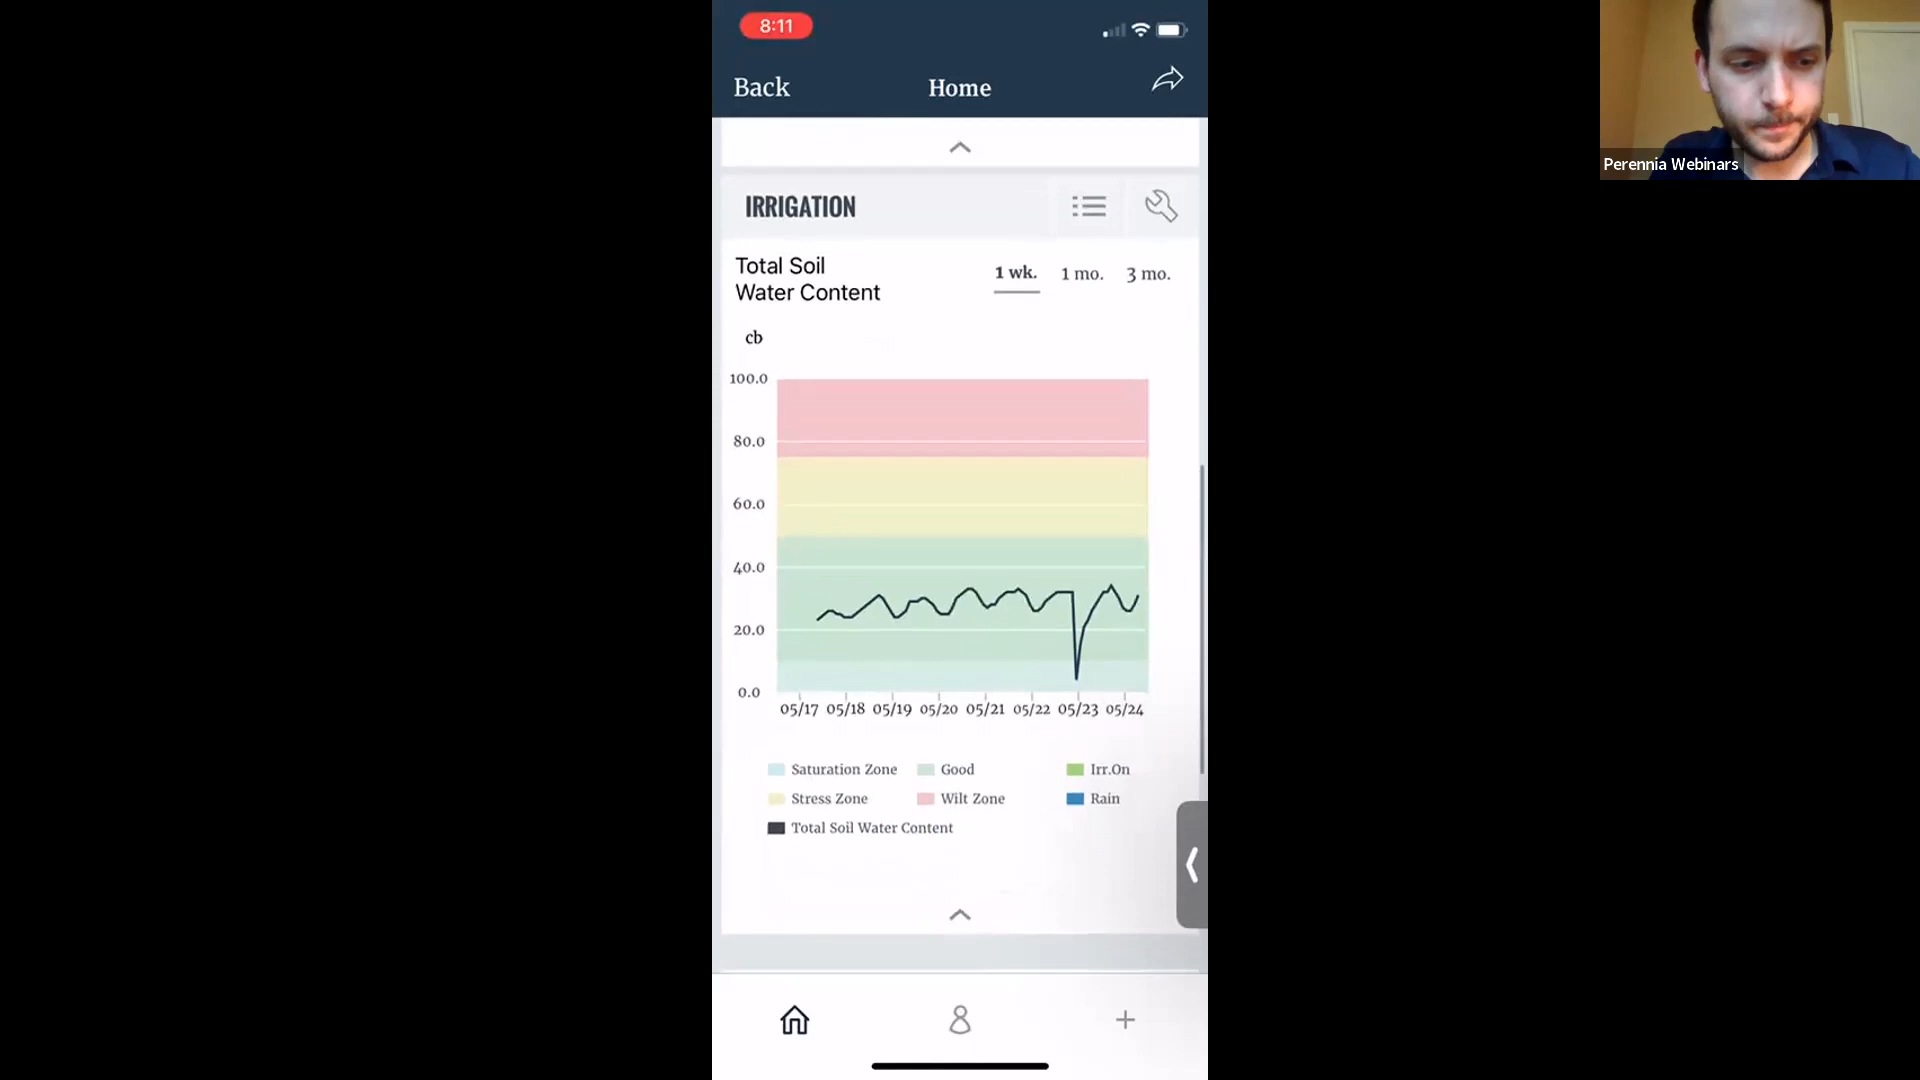 8:11
Back
Home
Perennia Webinars
IRRIGATION
Total Soil
Water Content
1 wk. 1 mo. 3 mo.
cb
100.0
80.0
60.0
40.0
20.0
0.0
05/17 05/18 05/19 05/20 05/21 05/22 05/23 05/24
Saturation Zone Good Irr.On
Stress Zone Wilt Zone Rain
Total Soil Water Content